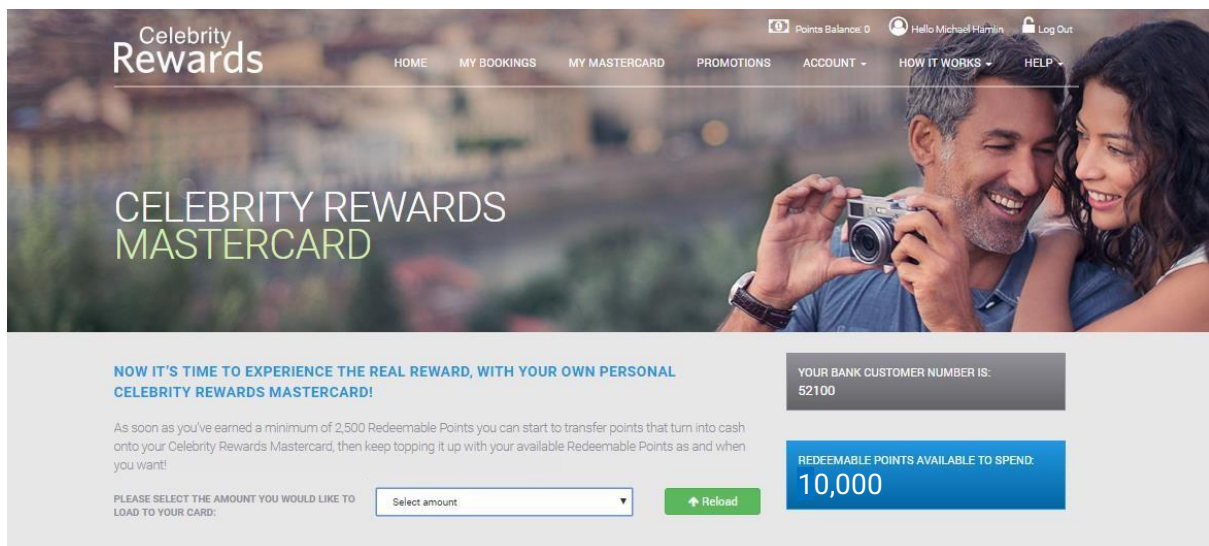 Celebrity
Rewards
Points Balance: 0 Hello Michael Hamlin Log Out
HOME MY BOOKINGS MY MASTERCARD PROMOTIONS ACCOUNT HOW IT WORKS HELP
CELEBRITY REWARDS
MASTERCARD
NOW IT'S TIME TO EXPERIENCE THE REAL REWARD, WITH YOUR OWN PERSONAL
CELEBRITY REWARDS MASTERCARD!
As soon as you've earned a minimum of 2,500 Redeemable Points you can start to transfer points that turn into cash
onto your Celebrity Rewards Mastercard, then keep topping it up with your available Redeemable Points as and when
you want!
PLEASE SELECT THE AMOUNT YOU WOULD LIKE TO
LOAD TO YOUR CARD:
Select amount
Reload
YOUR BANK CUSTOMER NUMBER IS:
52100
REDEEMABLE POINTS AVAILABLE TO SPEND:
10,000